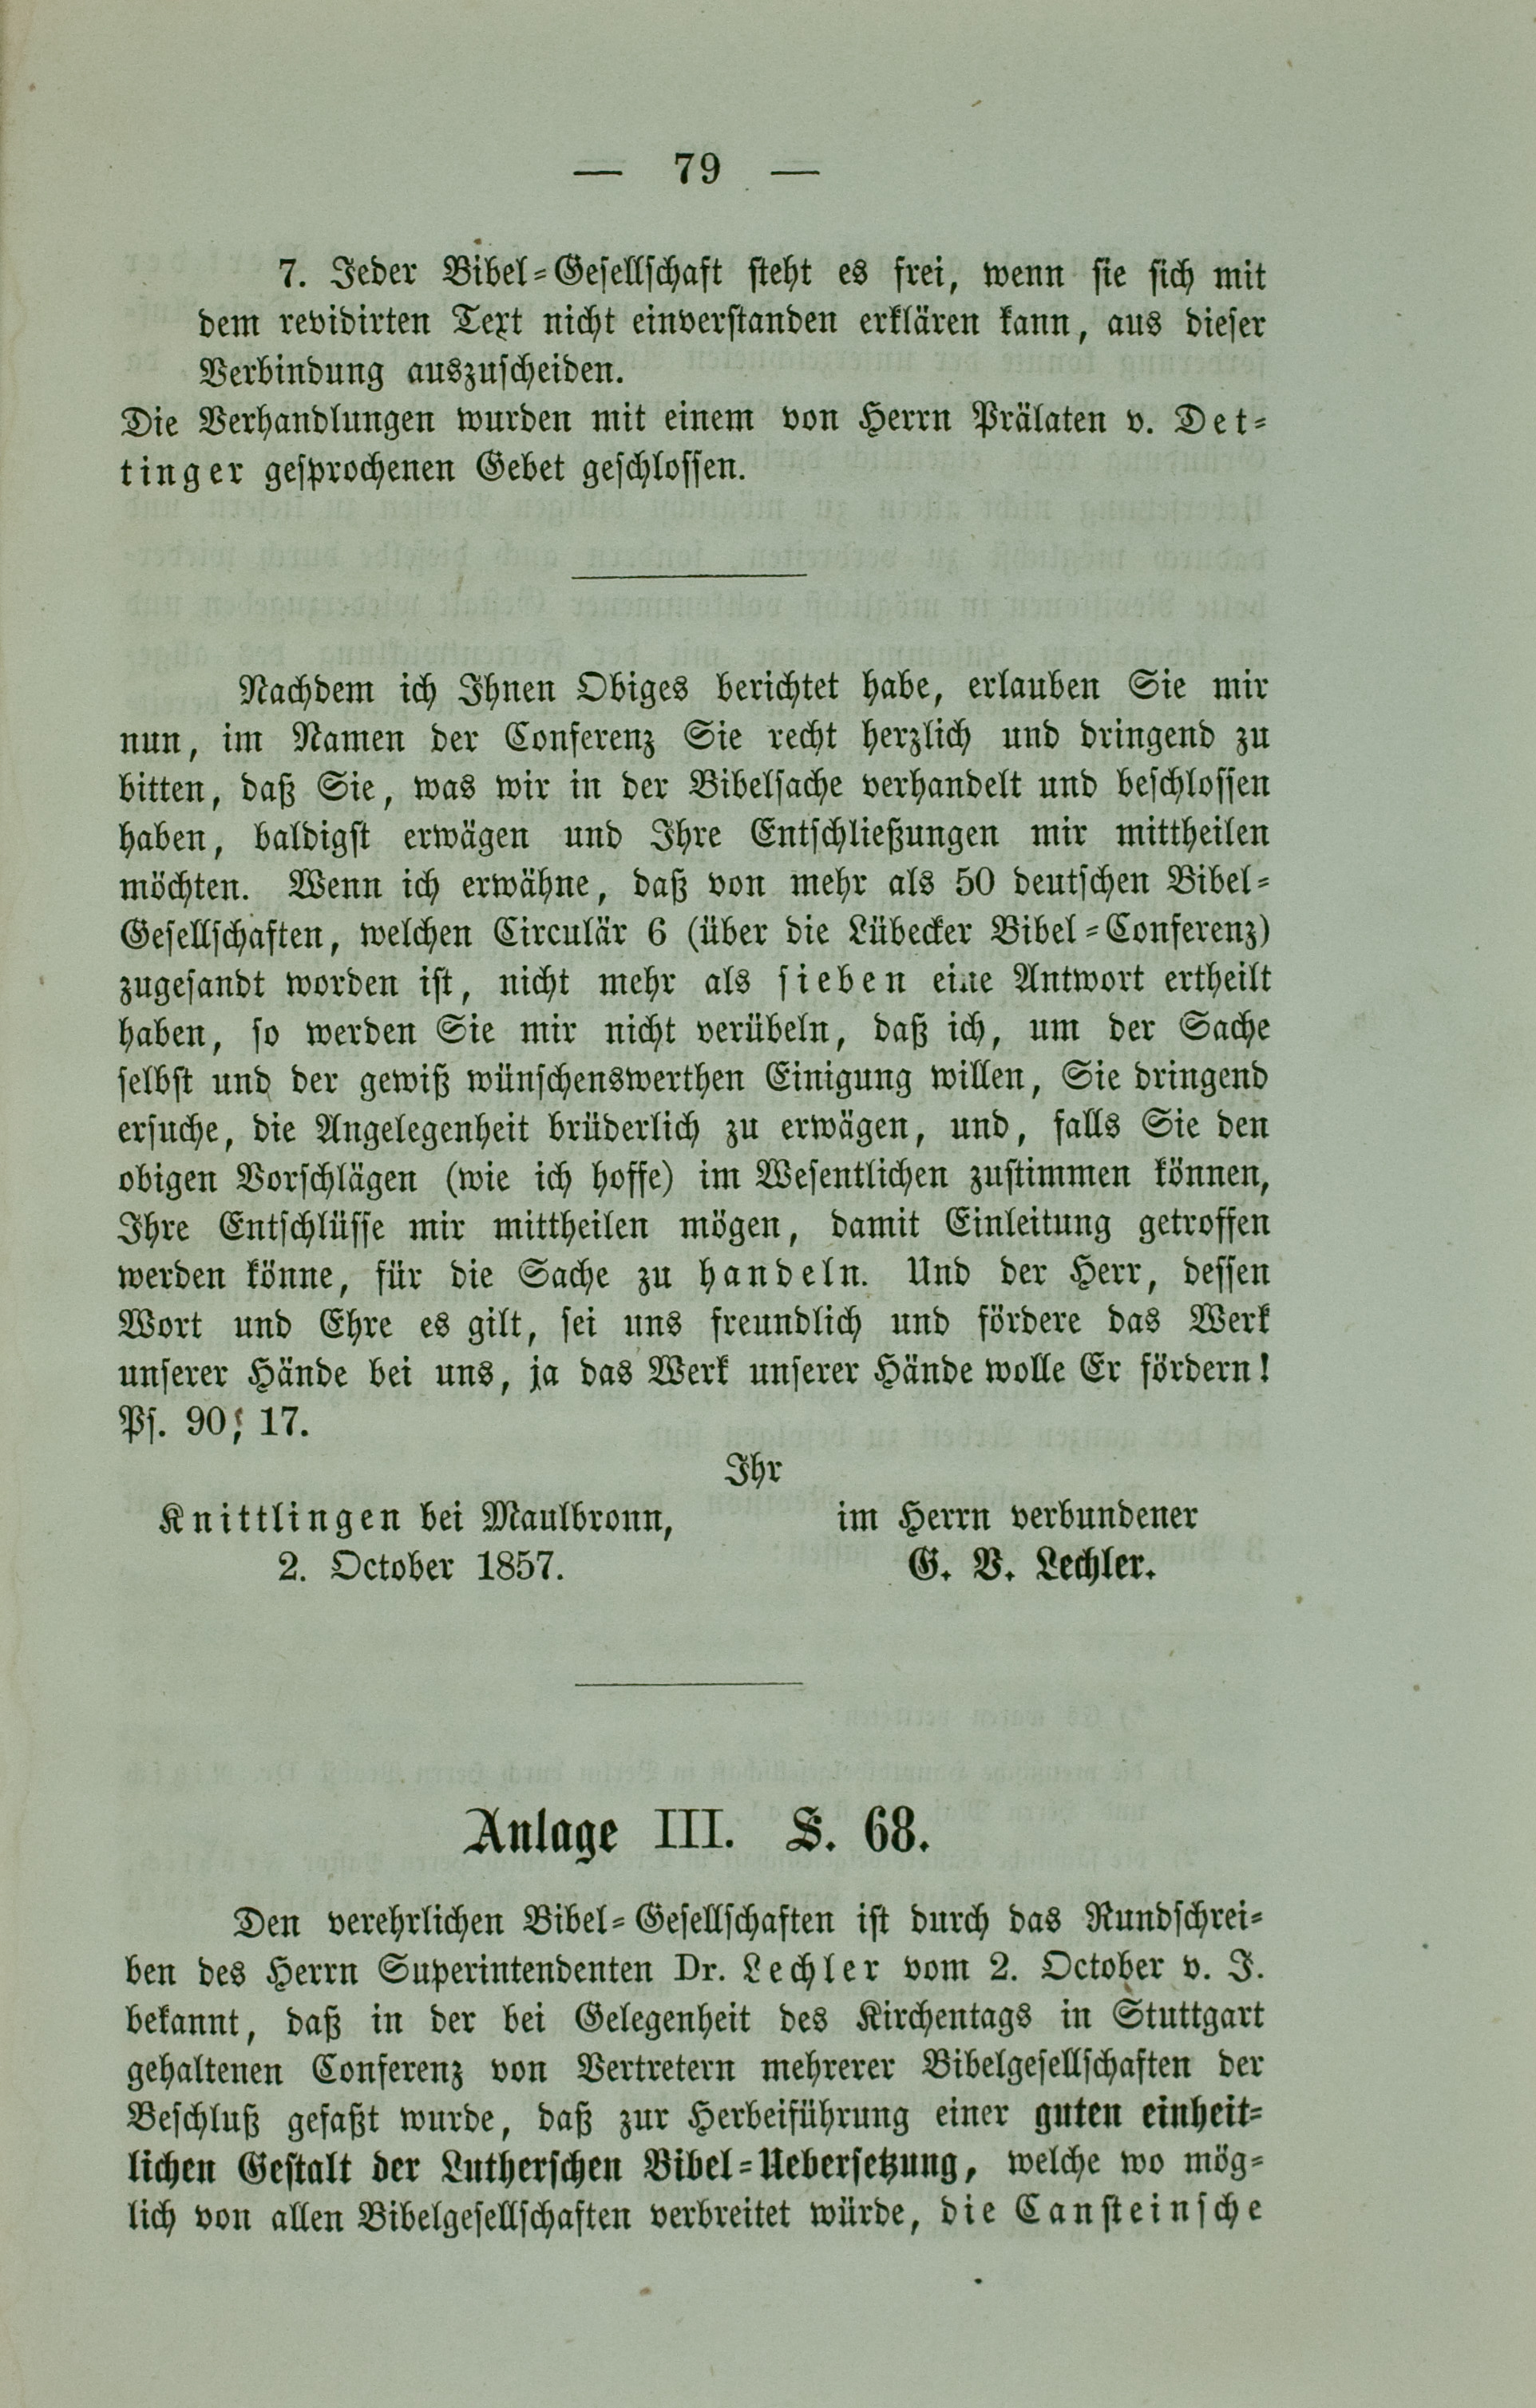 — 79 —
7. Jeder Bibel-Gesellschaft steht es frei, wenn sie sich mit
dem revidirten Text nicht einverstanden erklären kann, aus dieser
Verbindung auszuscheiden.
Die Verhandlungen wurden mit einem von Herrn Prälaten v. Det-
tinger gesprochenen Gebet geschlossen.
Nachdem ich Ihnen Obiges berichtet habe, erlauben Sie mir
nun, im Namen der Conferenz Sie recht herzlich und dringend zu
bitten, daß Sie, was wir in der Bibelsache verhandelt und beschlossen
haben, baldigst erwägen und Ihre Entschließungen mir mittheilen
möchten. Wenn ich erwähne, daß von mehr als 50 deutschen Bibel-
Gesellschaften, welchen Circulär 6 (über die Lübecker Bibel-Conferenz)
zugesandt worden ist, nicht mehr als sieben eine Antwort ertheilt
haben, so werden Sie mir nicht verübeln, daß ich, um der Sache
selbst und der gewiß wünschenswerthen Einigung willen, Sie dringend
ersuche, die Angelegenheit brüderlich zu erwägen, und, falls Sie den
obigen Vorschlägen (wie ich hoffe) im Wesentlichen zustimmen können,
Ihre Entschlüsse mir mittheilen mögen, damit Einleitung getroffen
werden könne, für die Sache zu handeln. Und der Herr, dessen
Wort und Ehre es gilt, sei uns freundlich und fördere das Werk
unserer Hände bei uns, ja das Werk unserer Hände wolle Er fördern!
Ps. 90, 17.
Ihr
Knittlingen bei Maulbronn, im Herrn verbundener
2. October 1857. G. V. Lechler.
Anlage III. S. 68.
Den verehrlichen Bibel-Gesellschaften ist durch das Rundschrei-
ben des Herrn Superintendenten Dr. Lechler vom 2. October v. J.
bekannt, daß in der bei Gelegenheit des Kirchentags in Stuttgart
gehaltenen Conferenz von Vertretern mehrerer Bibelgesellschaften der
Beschluß gefaßt wurde, daß zur Herbeiführung einer guten einheit-
lichen Gestalt der Lutherschen Bibel-Uebersetzung, welche wo mög-
lich von allen Bibelgesellschaften verbreitet würde, die Cansteinsche